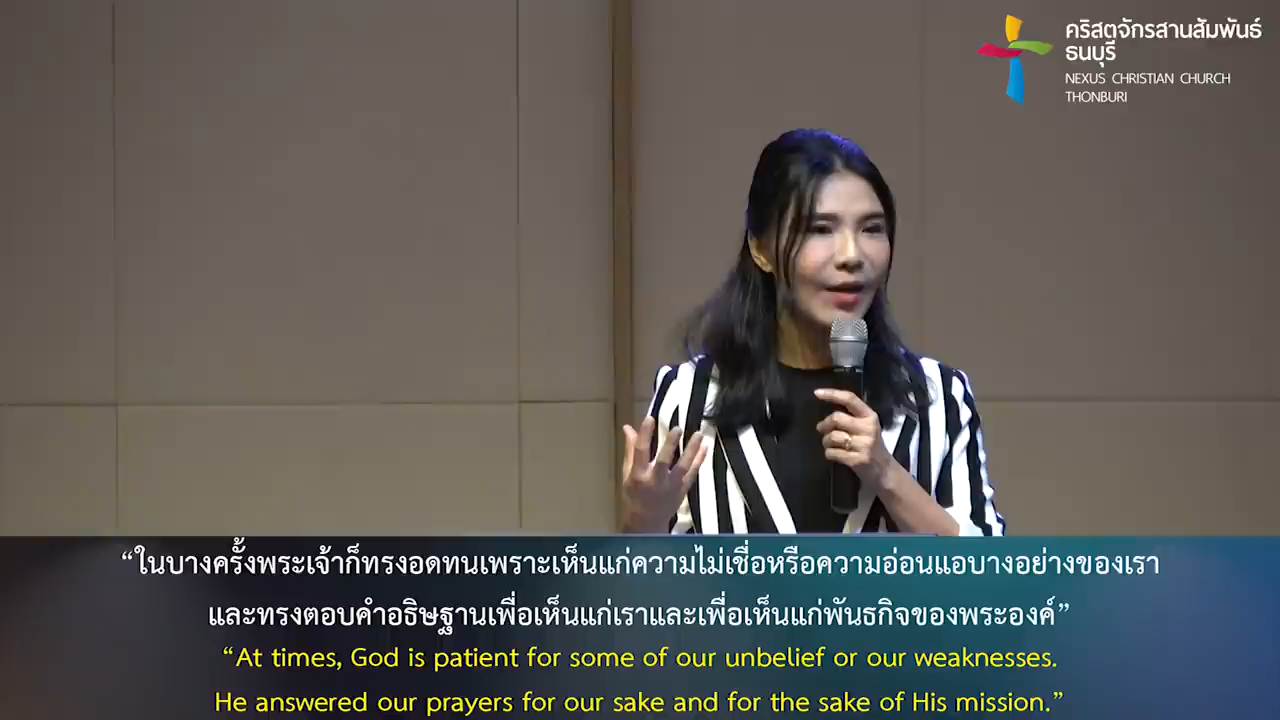 คริสตจักรสานสัมพันธ์
ธนบุรี
NEXUS CHRISTIAN CHURCH
THONBURI
“ในบางครั้งพระเจ้าก็ทรงอดทนเพราะเห็นแก่ความไม่เชื่อหรือความอ่อนแอบางอย่างของเรา
และทรงตอบคำอธิษฐานเพื่อเห็นแก่เราและเพื่อเห็นแก่พันธกิจของพระองค์”
“At times, God is patient for some of our unbelief or our weaknesses.
He answered our prayers for our sake and for the sake of His mission.”